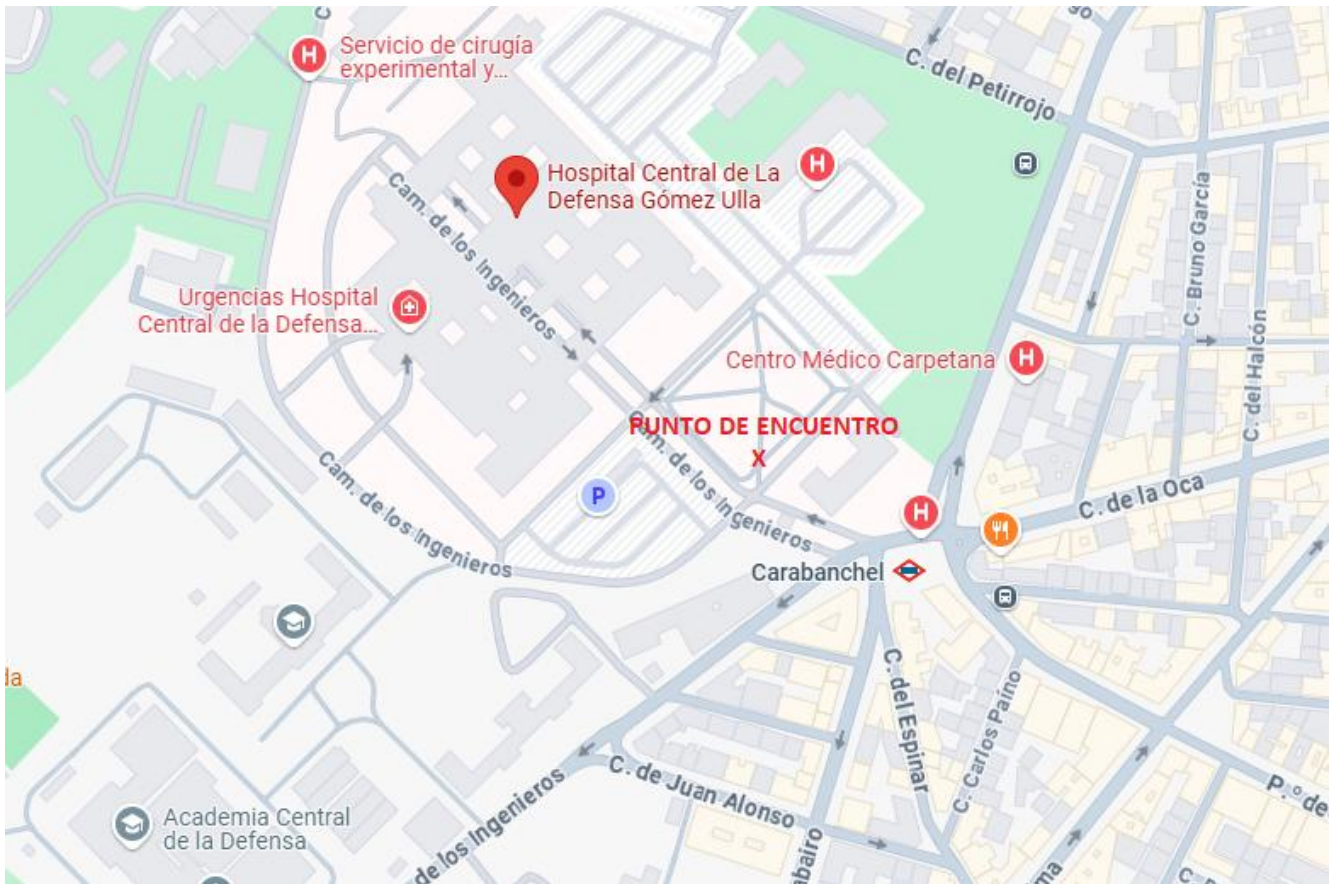 Servicio de cirugía
experimental y...
C. del Petirrojo
Hospital Central de La
Defensa Gómez Ulla
Cam. de los Ingenieros
C. Bruno García
Urgencias Hospital
Central de la Defensa...
Centro Médico Carpetana
C. del Halcón
Cam. de los Ingenieros
PUNTO DE ENCUENTRO
X
P
C. de la Oca
Cam. de los Ingenieros
Carabanchel
C. del Espinar
C. Carlos Paíno
C. de Juan Alonso
P.º de
Academia Central
de la Defensa
de los Ingenieros